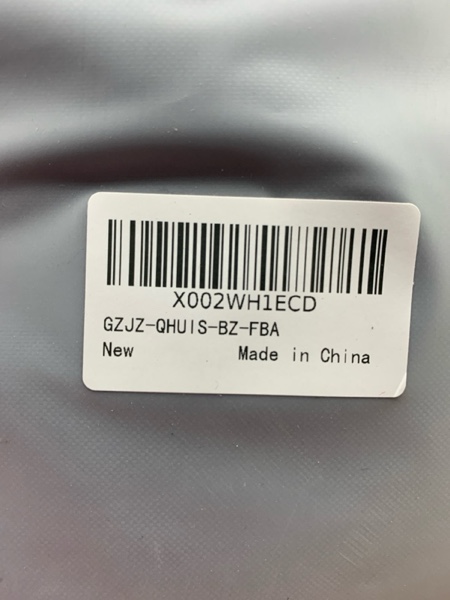 X002WH1ECD
GZJZ-QHUIS-BZ-FBA
New Made in China